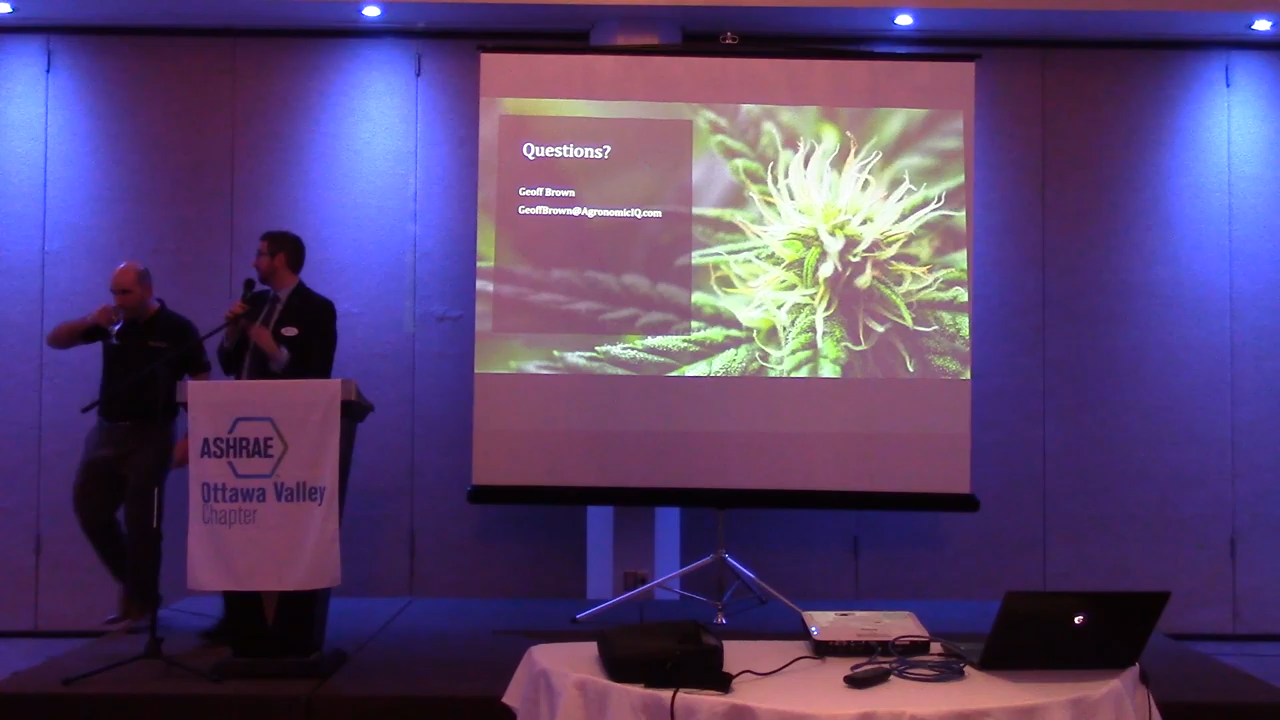 Questions?
Geoff Brown
GeoffBrown@AgronomicIQ.com
ASHRAE
Ottawa Valley
Chapter